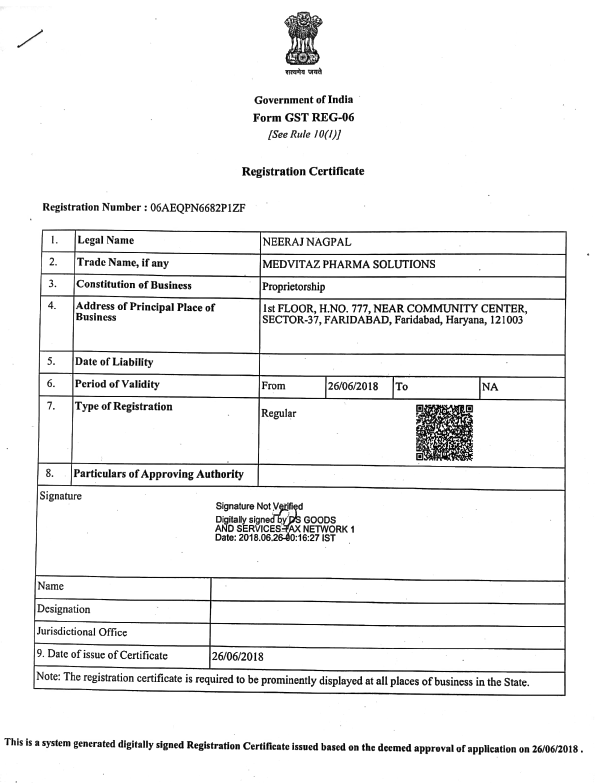 सत्यमेव जयते
Government of India
Form GST REG-06
[See Rule 10(1)]
Registration Certificate
Registration Number : 06AEQPN6682P1ZF
1. Legal Name NEERAJ NAGPAL
2. Trade Name, if any MEDVITAZ PHARMA SOLUTIONS
3. Constitution of Business Proprietorship
4. Address of Principal Place of Business 1st FLOOR, H.NO. 777, NEAR COMMUNITY CENTER,
SECTOR-37, FARIDABAD, Faridabad, Haryana, 121003
5. Date of Liability
6. Period of Validity From 26/06/2018 To NA
7. Type of Registration Regular
8. Particulars of Approving Authority
Signature
Signature Not Verified
Digitally signed by DS GOODS
AND SERVICES TAX NETWORK 1
Date: 2018.06.26 00:16:27 IST
Name
Designation
Jurisdictional Office
9. Date of issue of Certificate 26/06/2018
Note: The registration certificate is required to be prominently displayed at all places of business in the State.
This is a system generated digitally signed Registration Certificate issued based on the deemed approval of application on 26/06/2018 .